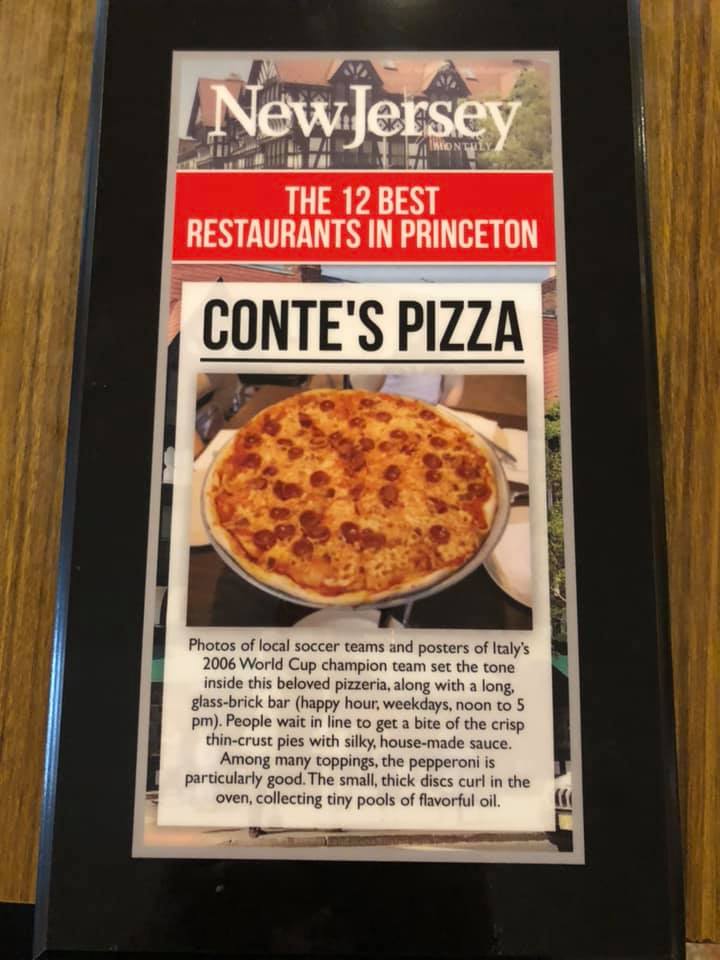 New Jersey
MONTHLY
THE 12 BEST
RESTAURANTS IN PRINCETON
CONTE'S PIZZA
Photos of local soccer teams and posters of Italy's
2006 World Cup champion team set the tone
inside this beloved pizzeria, along with a long,
glass-brick bar (happy hour, weekdays, noon to 5
pm). People wait in line to get a bite of the crisp
thin-crust pies with silky, house-made sauce.
Among many toppings, the pepperoni is
particularly good. The small, thick discs curl in the
oven, collecting tiny pools of flavorful oil.